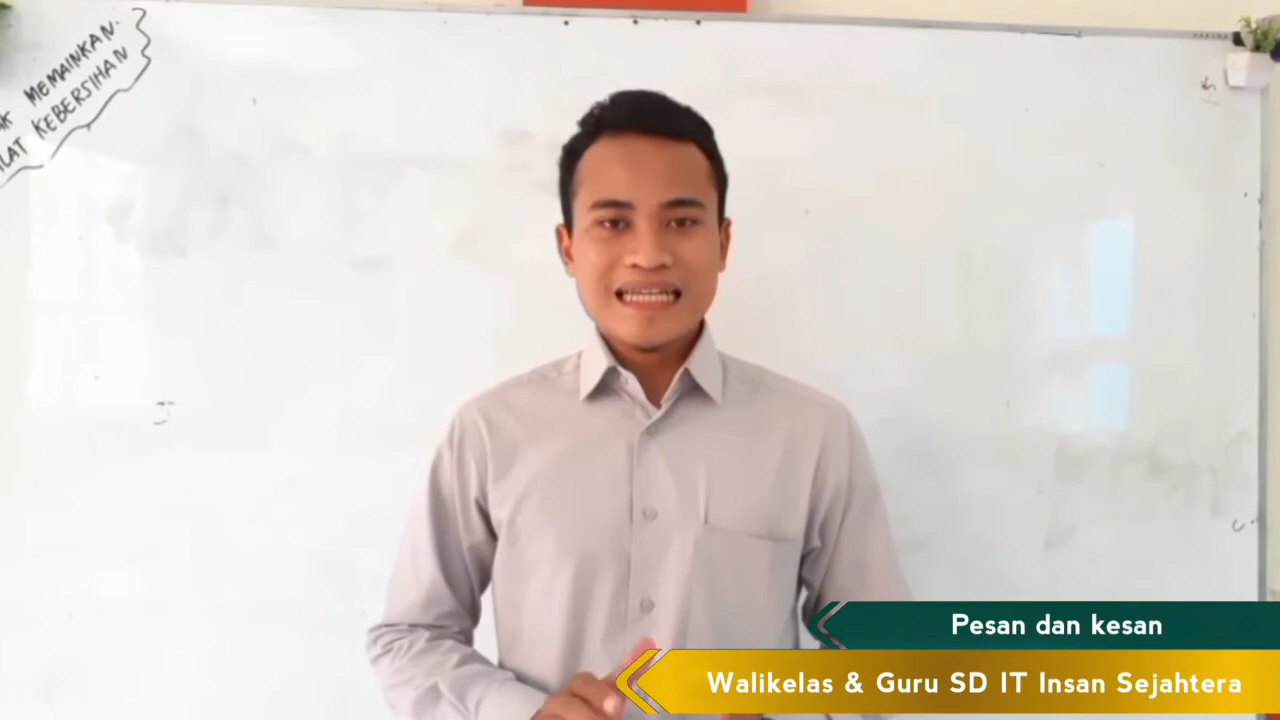 MEMAINKAN
KEBERSIHAN
Pesan dan kesan
Walikelas & Guru SD IT Insan Sejahtera